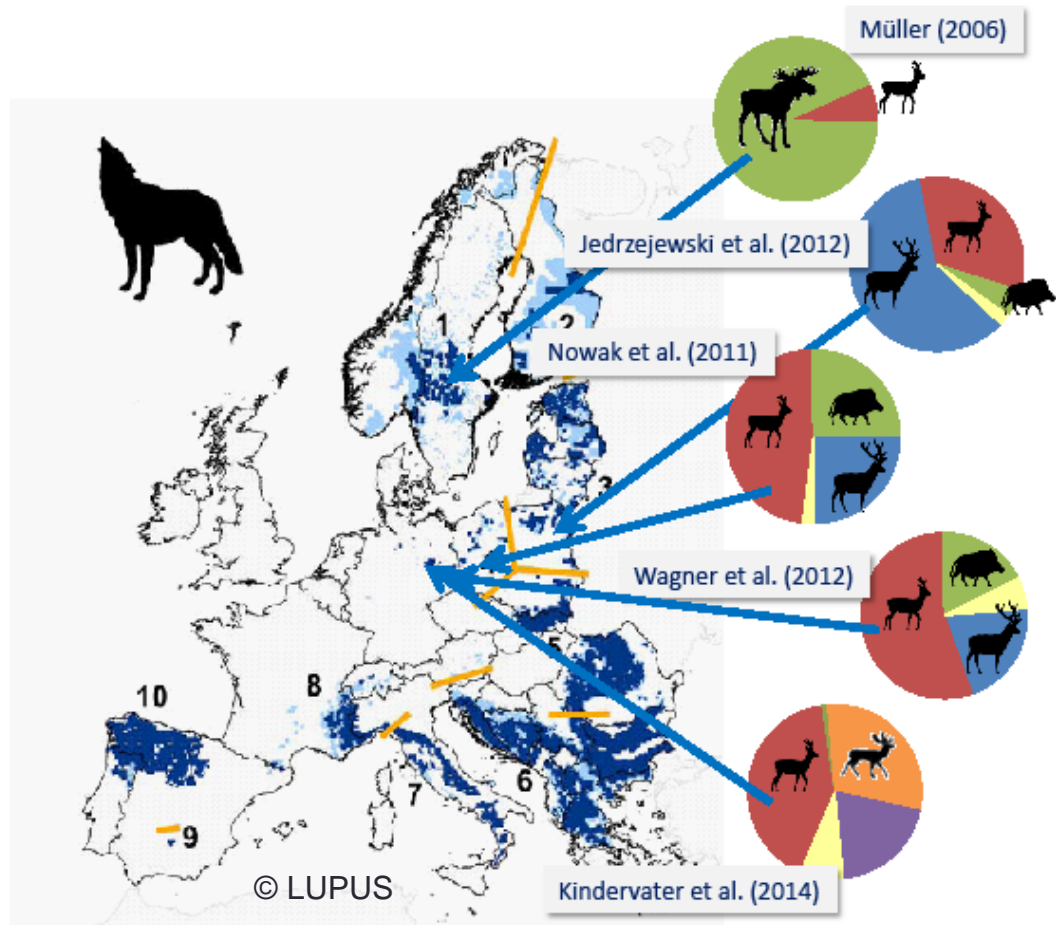 Müller (2006)
Jedrzejewski et al. (2012)
1
2
Nowak et al. (2011)
3
Wagner et al. (2012)
5
8
10
6
7
9
© LUPUS
Kindervater et al. (2014)